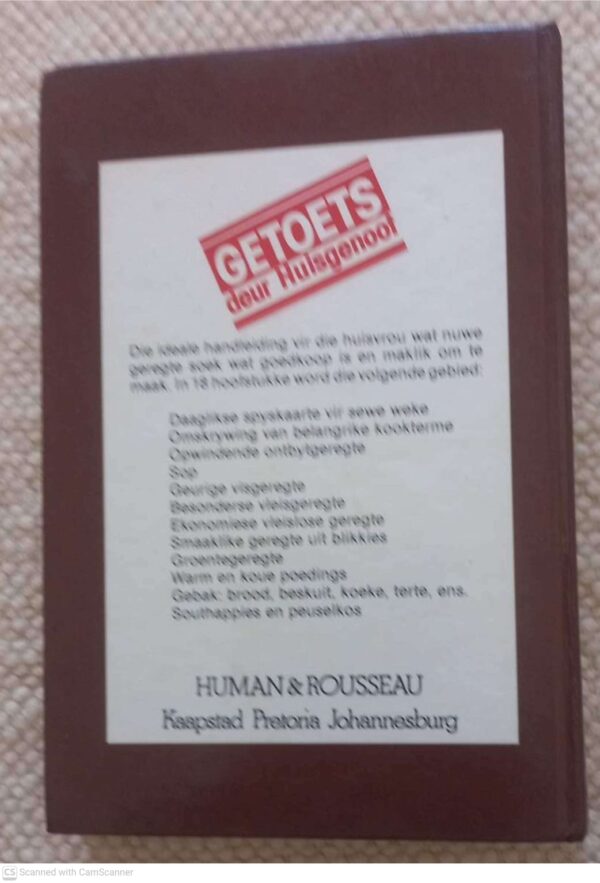 GETOETS
deur Huisgenoot
Die ideale handleiding vir die huisvrou wat nuwe
geregte soek wat goedkoop is en maklik om te
maak. In 18 hoofstukke word die volgende gebied:
Daaglikse spyskaarte vir sewe weke
Omskrywing van belangrike kookterme
Opwindende ontbytgeregte
Sop
Geurige visgeregte
Besonderse vleisgeregte
Ekonomiese vleislose geregte
Smaaklike geregte uit blikkies
Groentegeregte
Warm en koue poedings
Gebak: brood, beskuit, koeke, terte, ens.
Southappies en peuselkos
HUMAN & ROUSSEAU
Kaapstad Pretoria Johannesburg
CS Scanned with CamScanner